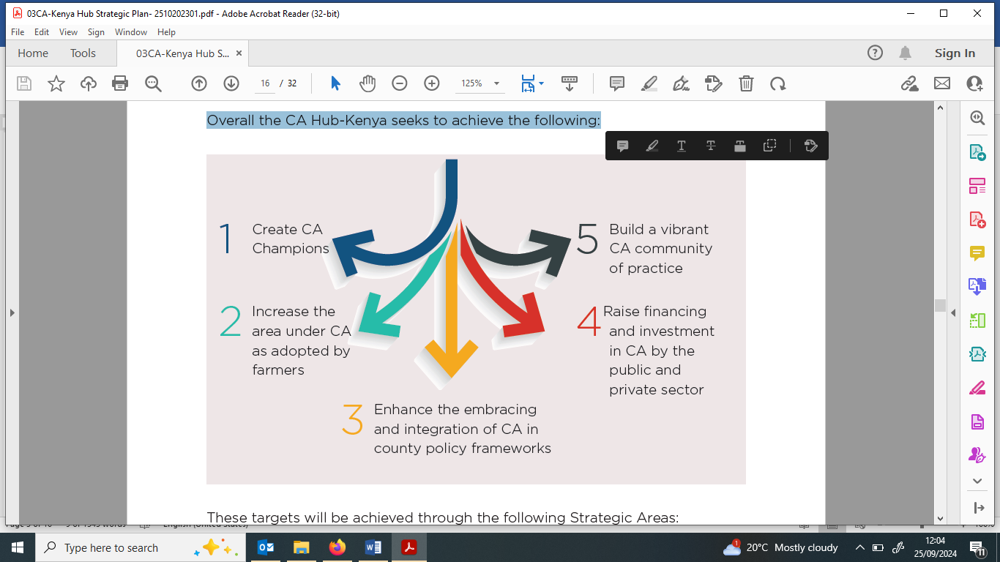 03CA-Kenya Hub Strategic Plan- 2510202301.pdf - Adobe Acrobat Reader (32-bit)
File Edit View Sign Window Help
Home Tools 03CA-Kenya Hub S... × Sign In
16 / 32 125%
Overall the CA Hub-Kenya seeks to achieve the following:
1 Create CA
Champions
2 Increase the
area under CA
as adopted by
farmers
3 Enhance the embracing
and integration of CA in
county policy frameworks
5 Build a vibrant
CA community
of practice
4 Raise financing
and investment
in CA by the
public and
private sector
These targets will be achieved through the following Strategic Areas:
Type here to search
1 20°C Mostly cloudy
12:04
25/09/2024
11